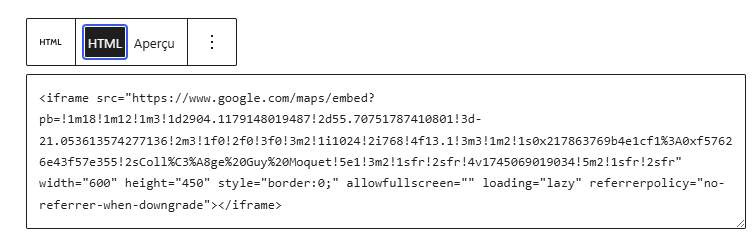 HTML HTML Aperçu
<iframe src="https://www.google.com/maps/embed?
pb=!1m18!1m12!1m3!1d2904.1179148019487!2d55.70751787410801!3d-
21.053613574277136!2m3!1f0!2f0!3f0!3m2!1i1024!2i768!4f13.1!3m3!1m2!1s0x217863769b4e1cf1%3A0xf5762
6e43f57e355!2sColl%C3%A8ge%20Guy%20Moquet!5e1!3m2!1sfr!2sfr!4v1745069019034!5m2!1sfr!2sfr"
width="600" height="450" style="border:0;" allowfullscreen="" loading="lazy" referrerpolicy="no-
referrer-when-downgrade"></iframe>